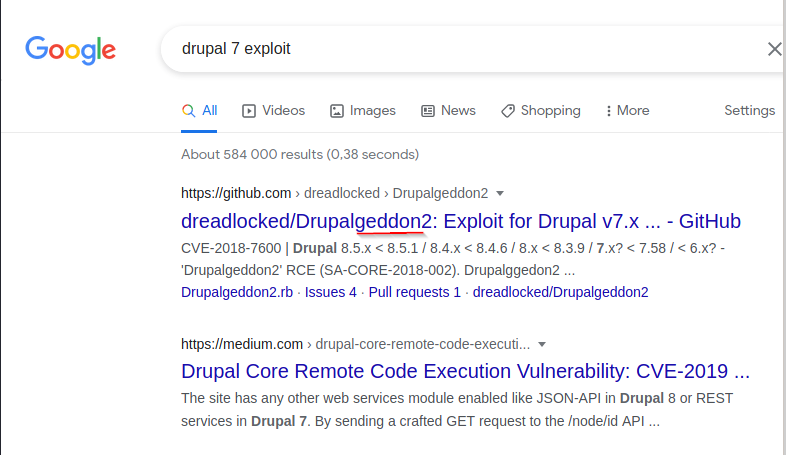 Google
drupal 7 exploit
All Videos Images News Shopping More Settings
About 584 000 results (0,38 seconds)
https://github.com › dreadlocked › Drupalgeddon2
dreadlocked/Drupalgeddon2: Exploit for Drupal v7.x ... - GitHub
CVE-2018-7600 | Drupal 8.5.x < 8.5.1 / 8.4.x < 8.4.6 / 8.x < 8.3.9 / 7.x? < 7.58 / < 6.x? -
'Drupalgeddon2' RCE (SA-CORE-2018-002). Drupalggedon2 ...
Drupalgeddon2.rb · Issues 4 · Pull requests 1 · dreadlocked/Drupalgeddon2
https://medium.com › drupal-core-remote-code-executi...
Drupal Core Remote Code Execution Vulnerability: CVE-2019 ...
The site has any other web services module enabled like JSON-API in Drupal 8 or REST
services in Drupal 7. By sending a crafted GET request to the /node/id API ...